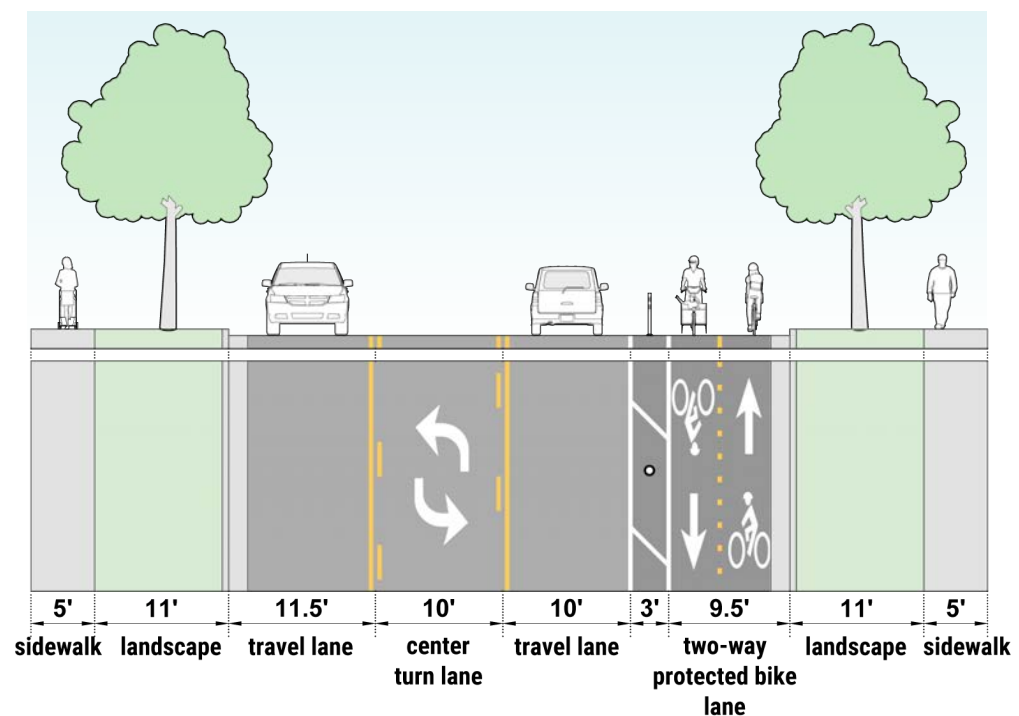 5' 11' 11.5' 10' 10' 3' 9.5' 11' 5'
sidewalk landscape travel lane center travel lane two-way landscape sidewalk
turn lane protected bike
lane